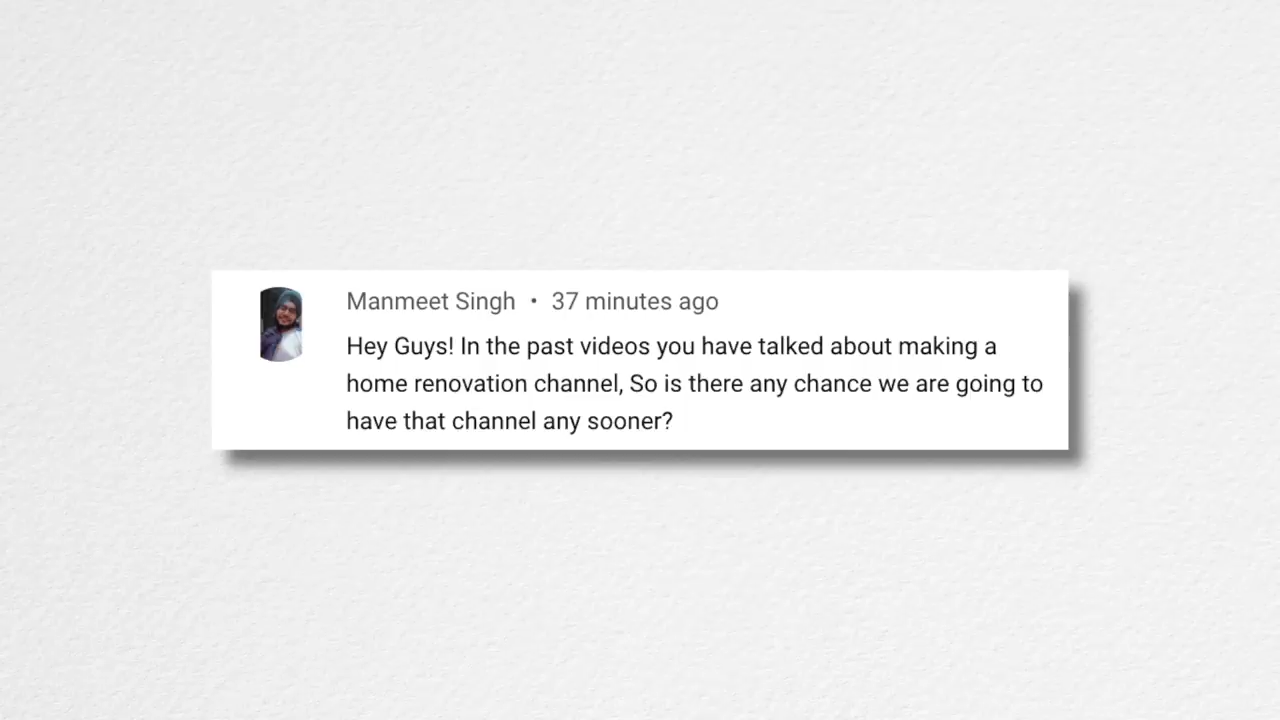 Manmeet Singh • 37 minutes ago
Hey Guys! In the past videos you have talked about making a
home renovation channel, So is there any chance we are going to
have that channel any sooner?